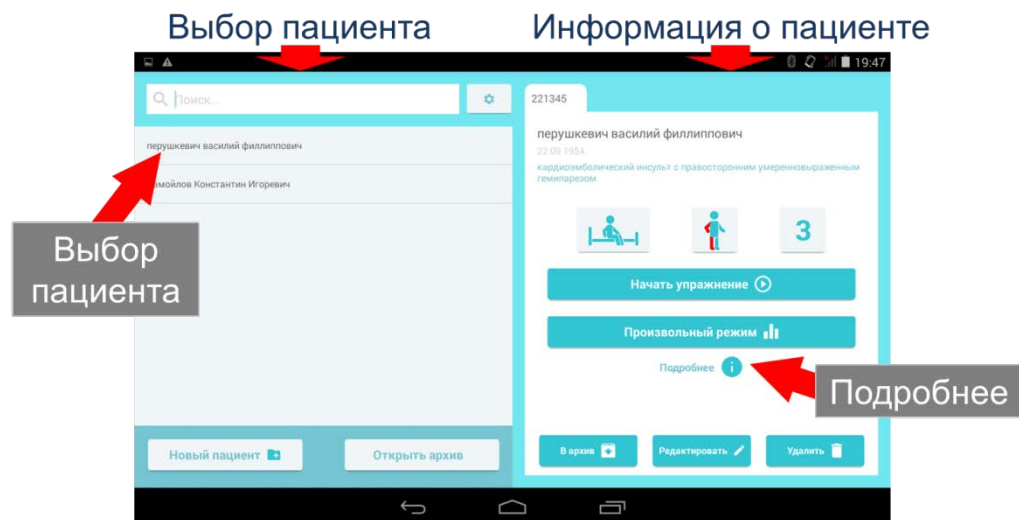 Выбор пациента
Информация о пациенте
19:47
Поиск...
221345
перушкевич василий филлиппович
амойлов Константин Игоревич
перушкевич василий филлиппович
22.09.1954
кардиоэмболический инсульт с правосторонним умеренновыраженным
гемипарезом
3
Выбор
пациента
Начать упражнение
Произвольный режим
Подробнее
Подробнее
Новый пациент
Открыть архив
В архив
Редактировать
Удалить